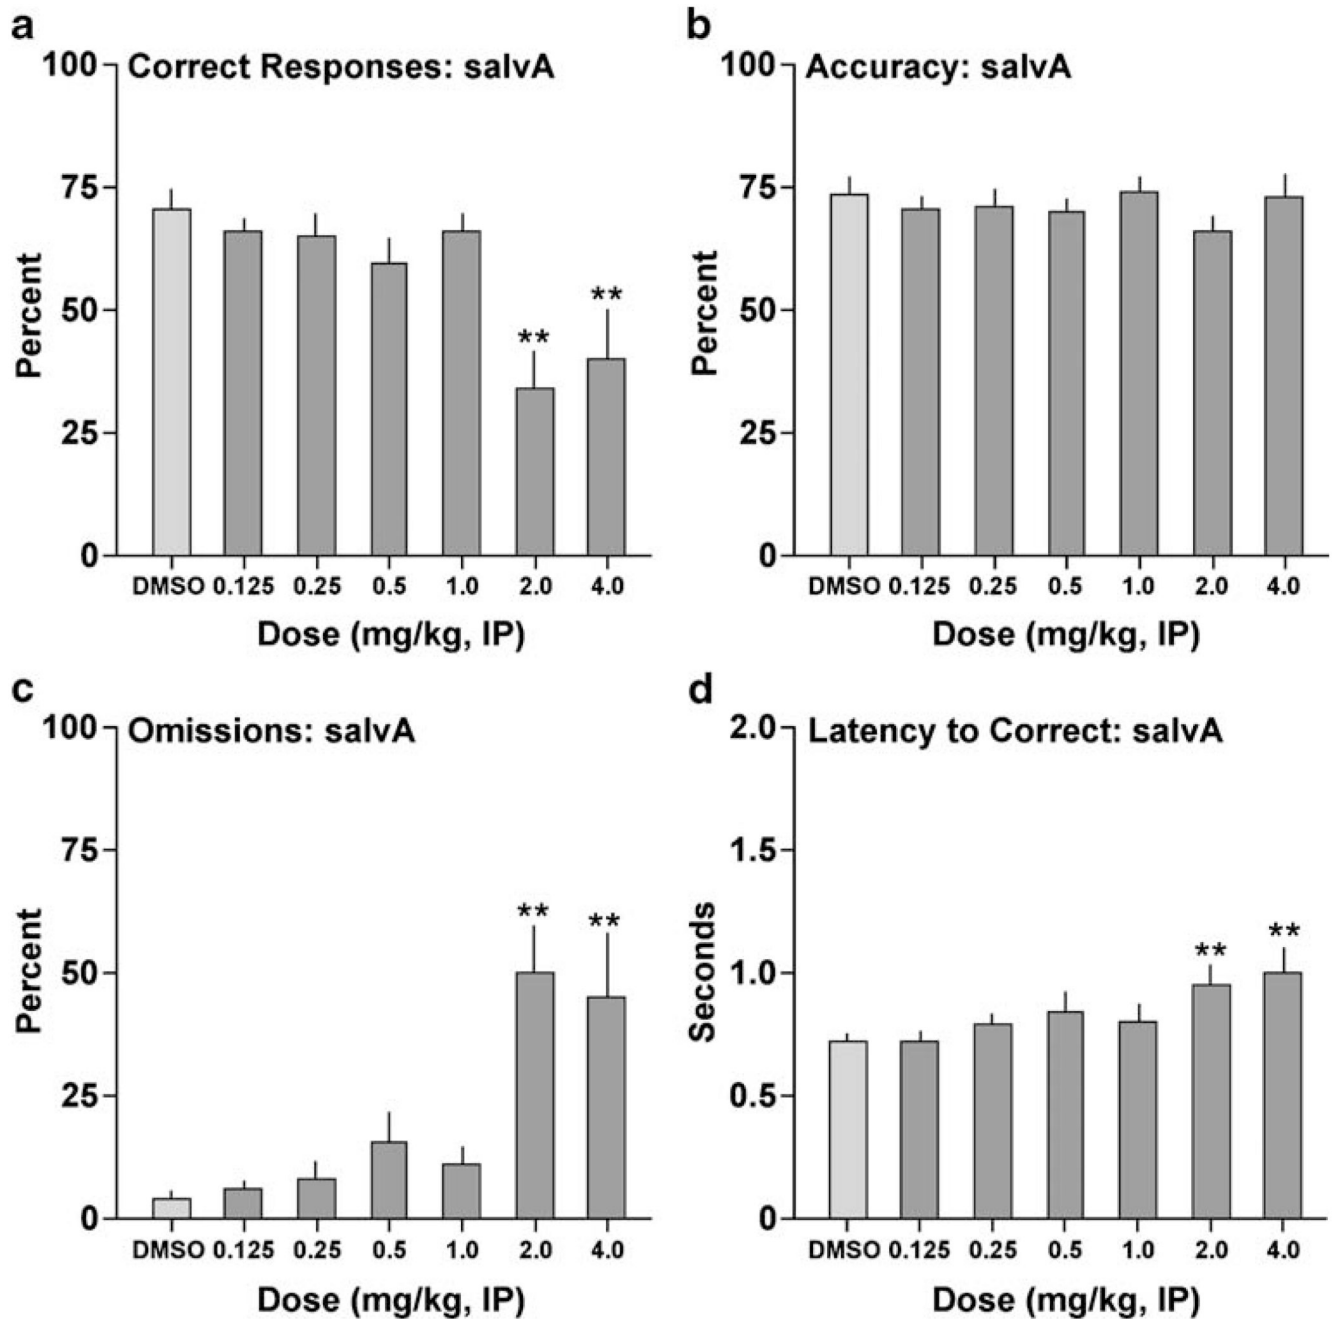 a
Correct Responses: salvA
100
75
50
25
0
Percent
**
**
DMSO 0.125 0.25 0.5 1.0 2.0 4.0
Dose (mg/kg, IP)
b
Accuracy: salvA
100
75
50
25
0
Percent
DMSO 0.125 0.25 0.5 1.0 2.0 4.0
Dose (mg/kg, IP)
c
Omissions: salvA
100
75
50
25
0
Percent
**
**
DMSO 0.125 0.25 0.5 1.0 2.0 4.0
Dose (mg/kg, IP)
d
Latency to Correct: salvA
2.0
1.5
1.0
0.5
0
Seconds
**
**
DMSO 0.125 0.25 0.5 1.0 2.0 4.0
Dose (mg/kg, IP)